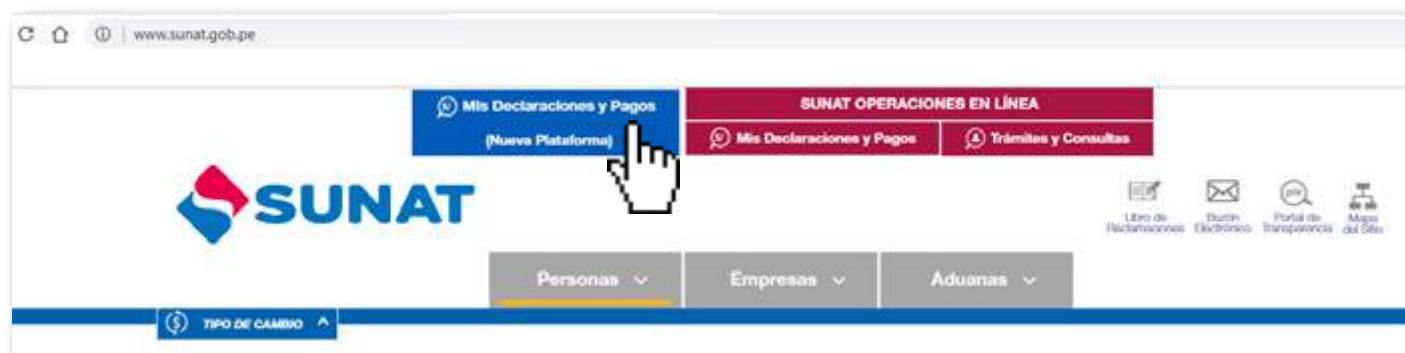 www.sunat.gob.pe
Mis Declaraciones y Pagos
(Nueva Plataforma)
SUNAT OPERACIONES EN LÍNEA
Mis Declaraciones y Pagos
Trámites y Consultas
SUNAT
Libro de
Reclamaciones
Buzón
Electrónico
Portal de
Transparencia
Mapa
del Sitio
Personas
Empresas
Aduanas
TIPO DE CAMBIO